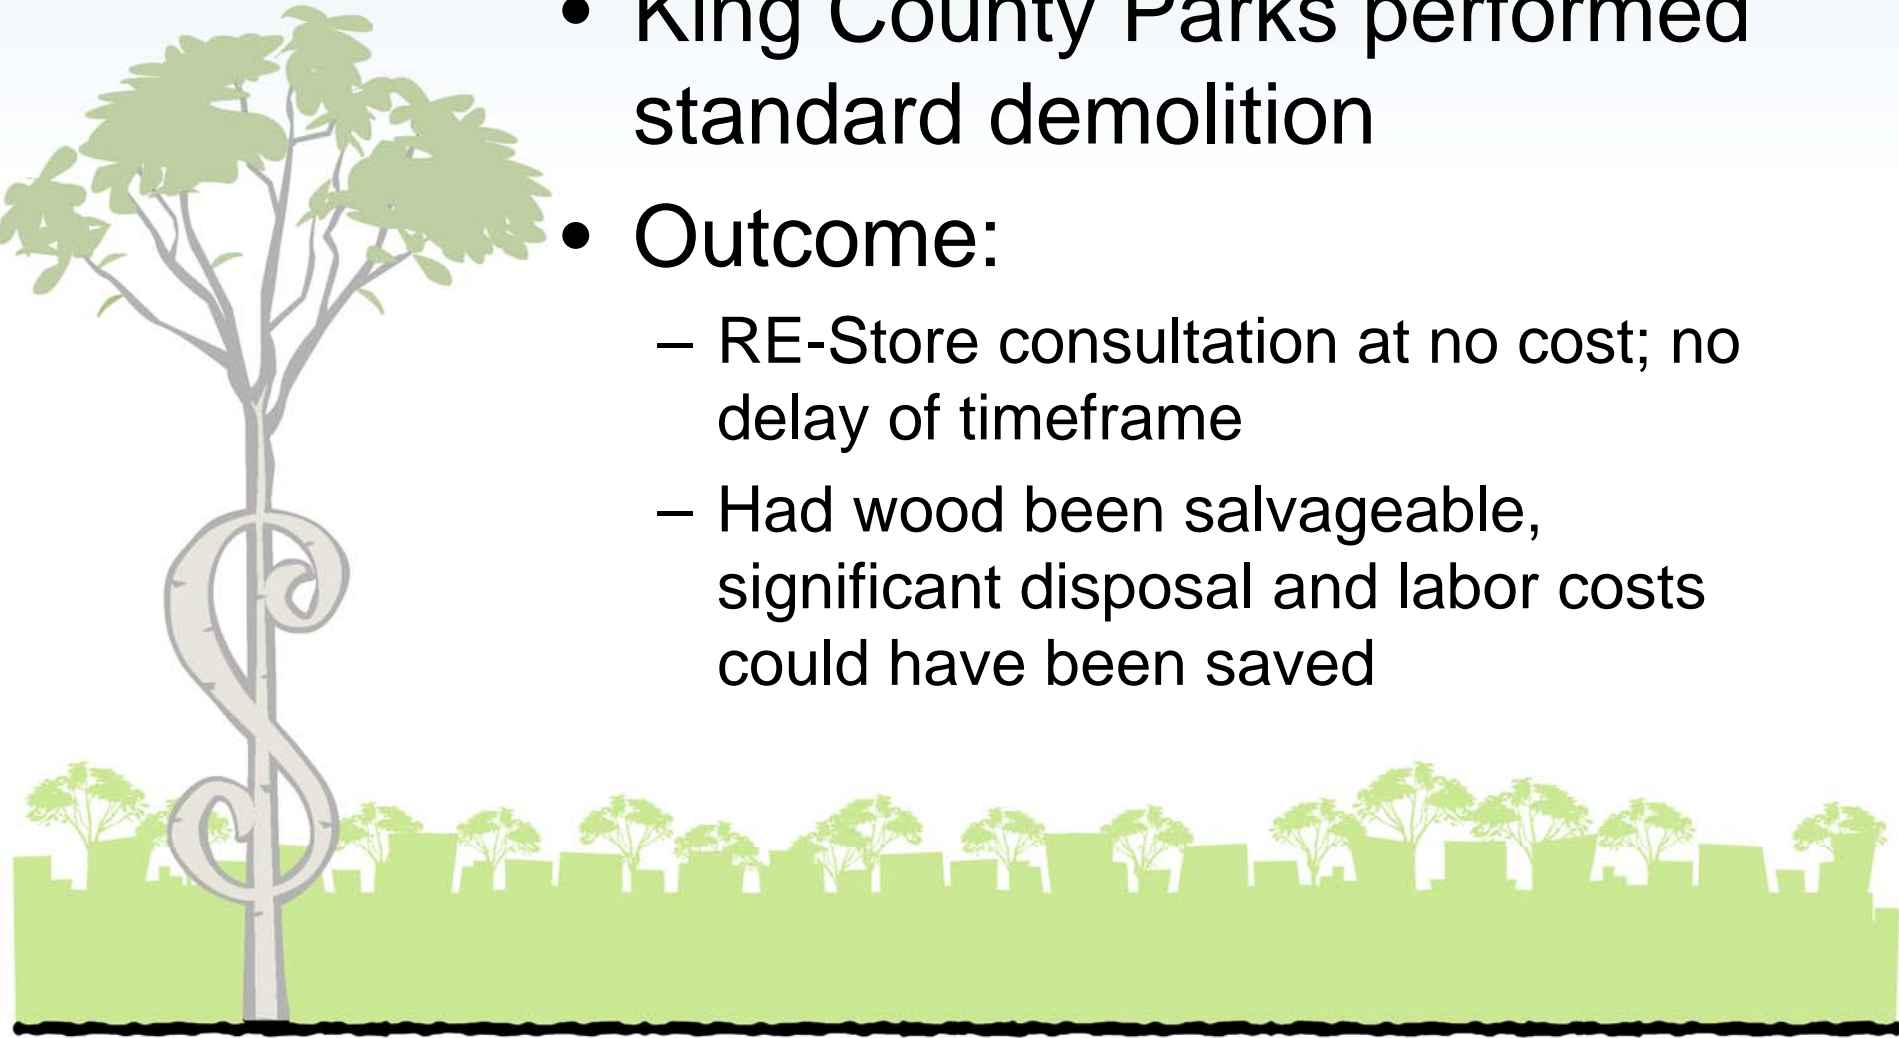 • King County Parks performed
standard demolition
• Outcome:
– RE-Store consultation at no cost; no
delay of timeframe
– Had wood been salvageable,
significant disposal and labor costs
could have been saved